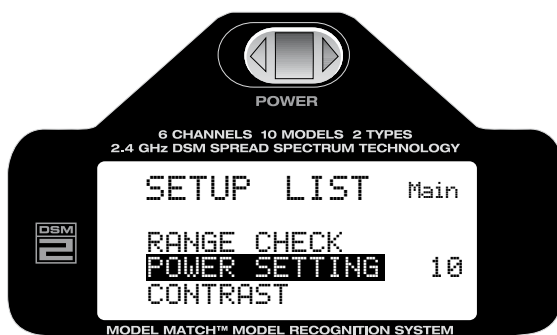 POWER
6 CHANNELS 10 MODELS 2 TYPES
2.4 GHz DSM SPREAD SPECTRUM TECHNOLOGY
SETUP LIST Main
DSM
2
RANGE CHECK
POWER SETTING 10
CONTRAST
MODEL MATCH™ MODEL RECOGNITION SYSTEM